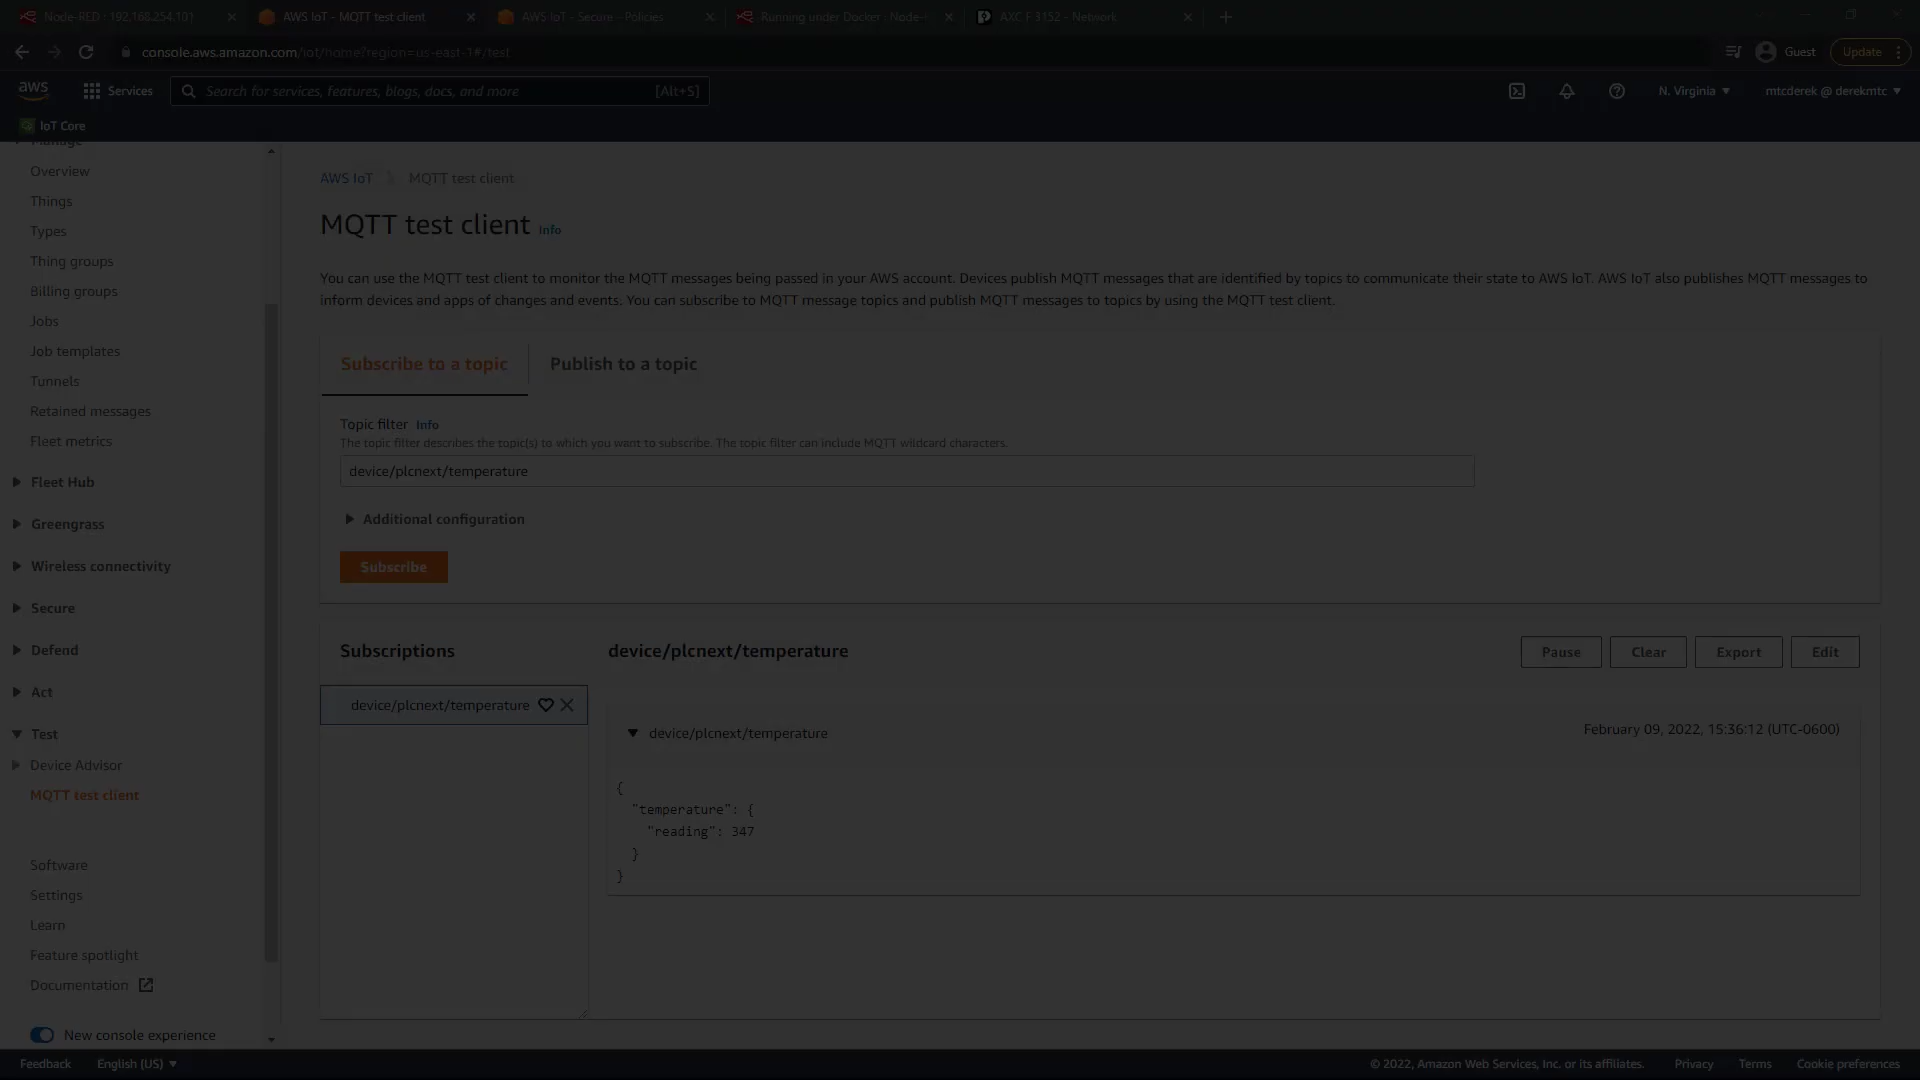 Node-RED : 192.168.254.101
AWS IoT - MQTT test client
AWS IoT - Secure - Policies
Running under Docker : Node-
AXC F 3152 - Network
console.aws.amazon.com/iot/home?region=us-east-1#/test
Guest
Update
aws
Services
Search for services, features, blogs, docs, and more
[Alt+S]
N. Virginia
mtcderek @ derekmtc
IoT Core
Manage
Overview
Things
Types
Thing groups
Billing groups
Jobs
Job templates
Tunnels
Retained messages
Fleet metrics
Fleet Hub
Greengrass
Wireless connectivity
Secure
Defend
Act
Test
Device Advisor
MQTT test client
Software
Settings
Learn
Feature spotlight
Documentation
New console experience
AWS IoT
MQTT test client
MQTT test client Info
You can use the MQTT test client to monitor the MQTT messages being passed in your AWS account. Devices publish MQTT messages that are identified by topics to communicate their state to AWS IoT. AWS IoT also publishes MQTT messages to
inform devices and apps of changes and events. You can subscribe to MQTT message topics and publish MQTT messages to topics by using the MQTT test client.
Subscribe to a topic
Publish to a topic
Topic filter Info
The topic filter describes the topic(s) to which you want to subscribe. The topic filter can include MQTT wildcard characters.
device/plcnext/temperature
Additional configuration
Subscribe
Subscriptions
device/plcnext/temperature
device/plcnext/temperature
Pause
Clear
Export
Edit
device/plcnext/temperature
February 09, 2022, 15:36:12 (UTC-0600)
{
"temperature": {
"reading": 347
}
}
Feedback
English (US)
© 2022, Amazon Web Services, Inc. or its affiliates.
Privacy
Terms
Cookie preferences